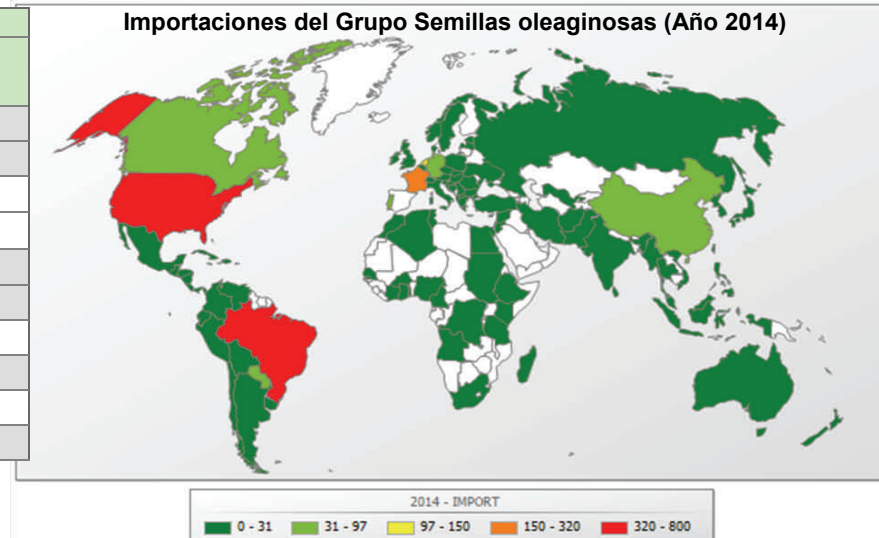 Importaciones del Grupo Semillas oleaginosas (Año 2014)
2014 - IMPORT
0 - 31 31 - 97 97 - 150 150 - 320 320 - 800